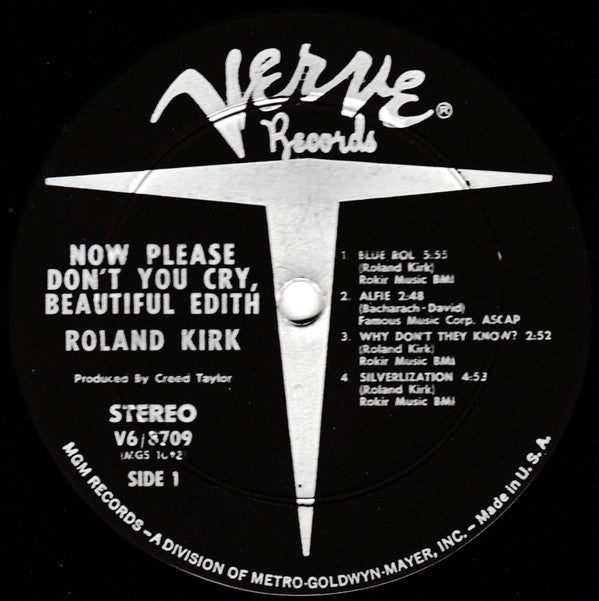 Verve®
Records
NOW PLEASE
DON'T YOU CRY,
BEAUTIFUL EDITH
ROLAND KIRK
Produced By Creed Taylor
STEREO
V6/8709
SIDE 1
1. BLUE ROL 5:55
(Roland Kirk)
Rokir Music BMI
2. ALFIE 2:48
(Bacharach-David)
Famous Music Corp. ASCAP
3. WHY DON'T THEY KNOW? 2:52
(Roland Kirk)
Rokir Music BMI
4. SILVERLIZATION 4:53
(Roland Kirk)
Rokir Music BMI
MGM RECORDS - A DIVISION OF METRO-GOLDWYN-MAYER, INC. - Made in U.S.A.